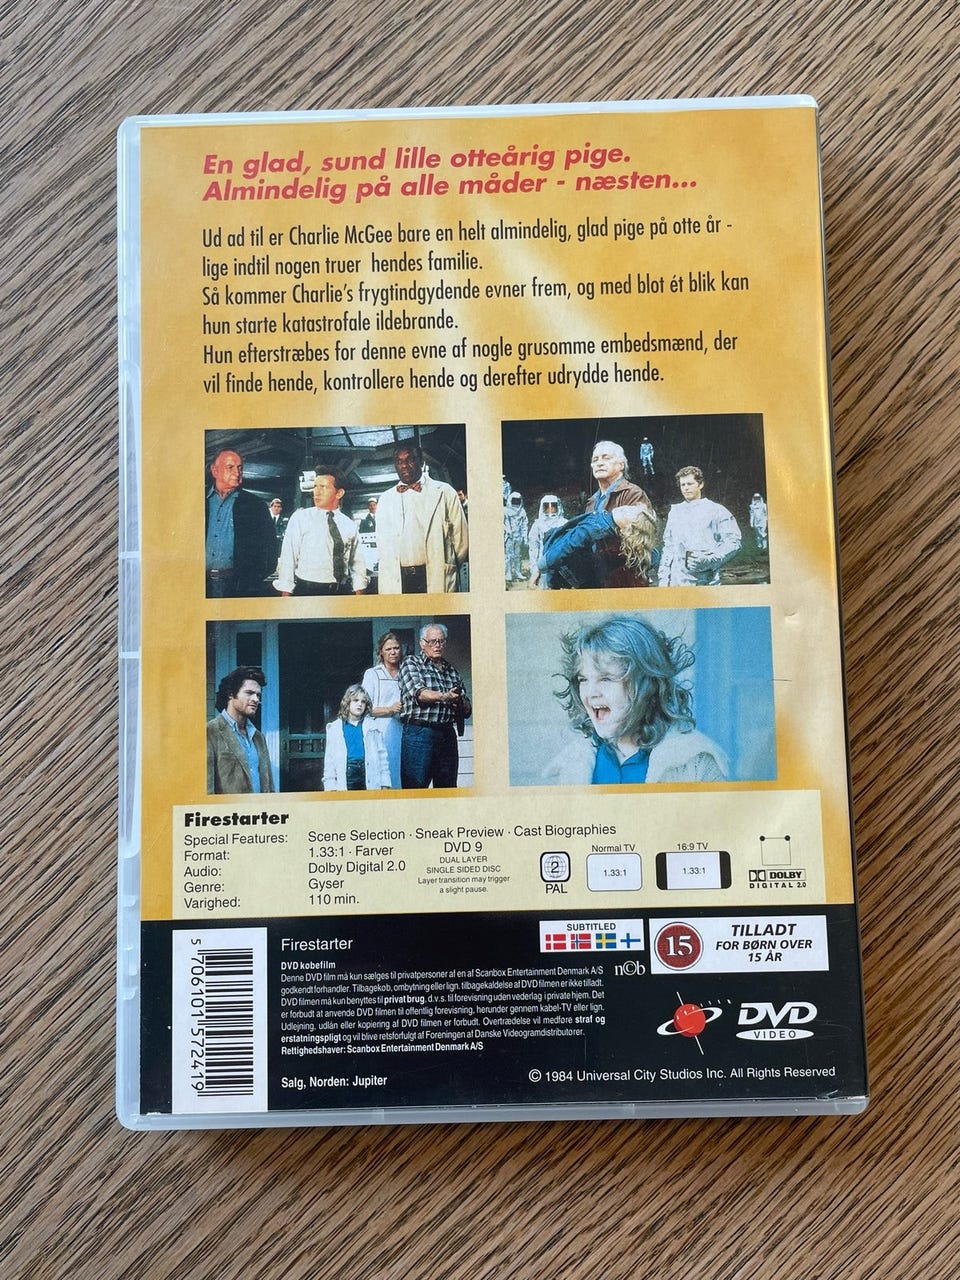 En glad, sund lille otteårig pige.
Almindelig på alle måder - næsten...
Ud ad til er Charlie McGee bare en helt almindelig, glad pige på otte år -
lige indtil nogen truer hendes familie.
Så kommer Charlie's frygtindgydende evner frem, og med blot ét blik kan
hun starte katastrofale ildebrande.
Hun efterstræbes for denne evne af nogle grusomme embedsmænd, der
vil finde hende, kontrollere hende og derefter udrydde hende.
Firestarter
Special Features: Scene Selection · Sneak Preview · Cast Biographies
Format: 1.33:1 · Farver
Audio: Dolby Digital 2.0
Genre: Gyser
Varighed: 110 min.
DVD 9
DUAL LAYER
SINGLE SIDED DISC
Layer transition may trigger
a slight pause.
2
PAL
Normal TV
1.33:1
16:9 TV
1.33:1
DOLBY
DIGITAL 2.0
5 706101 572419
Firestarter
DVD kobefilm
Denne DVD film må kun sælges til privatpersoner af en af Scanbox Entertainment Danmark A/S
godkendt forhandler. Tilbagekob, ombytning eller lign. tilbagekaldelse af DVD filmen er ikke tilladt.
DVD filmen må kun benyttes til privat brug, d.v.s. til forevisning uden vederlag i private hjem. Det
er forbudt at anvende DVD filmen til offentlig forevisning, herunder gennem kabel-TV eller lign.
Udlejning, udlån eller kopiering af DVD filmen er forbudt. Overtrædelse vil medføre straf og
erstatningspligt og vil blive retsforfulgt af Foreningen af Danske Videogramdistributører.
Rettighedshaver: Scanbox Entertainment Denmark A/S
Salg, Norden: Jupiter
SUBTITLED
n©b
15
TILLADT
FOR BØRN OVER
15 ÅR
DVD
VIDEO
© 1984 Universal City Studios Inc. All Rights Reserved